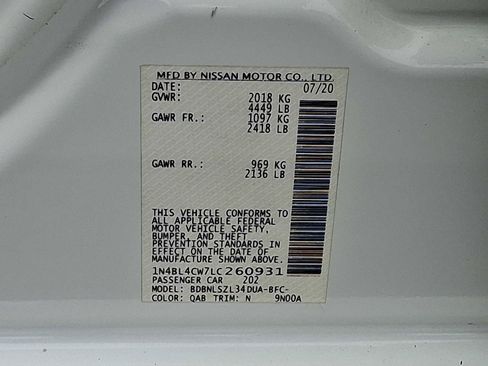 MFD BY NISSAN MOTOR CO., LTD.
DATE: 07/20
GVWR: 2018 KG
4449 LB
GAWR FR.: 1097 KG
2418 LB
GAWR RR.: 969 KG
2136 LB
THIS VEHICLE CONFORMS TO
ALL APPLICABLE FEDERAL
MOTOR VEHICLE SAFETY,
BUMPER, AND THEFT
PREVENTION STANDARDS IN
EFFECT ON THE DATE OF
MANUFACTURE SHOWN ABOVE.
1N4BL4CW7LC260931
PASSENGER CAR 202
MODEL: BDBNLSZL34DUA-BFC-
COLOR: QAB TRIM: N 9N00A